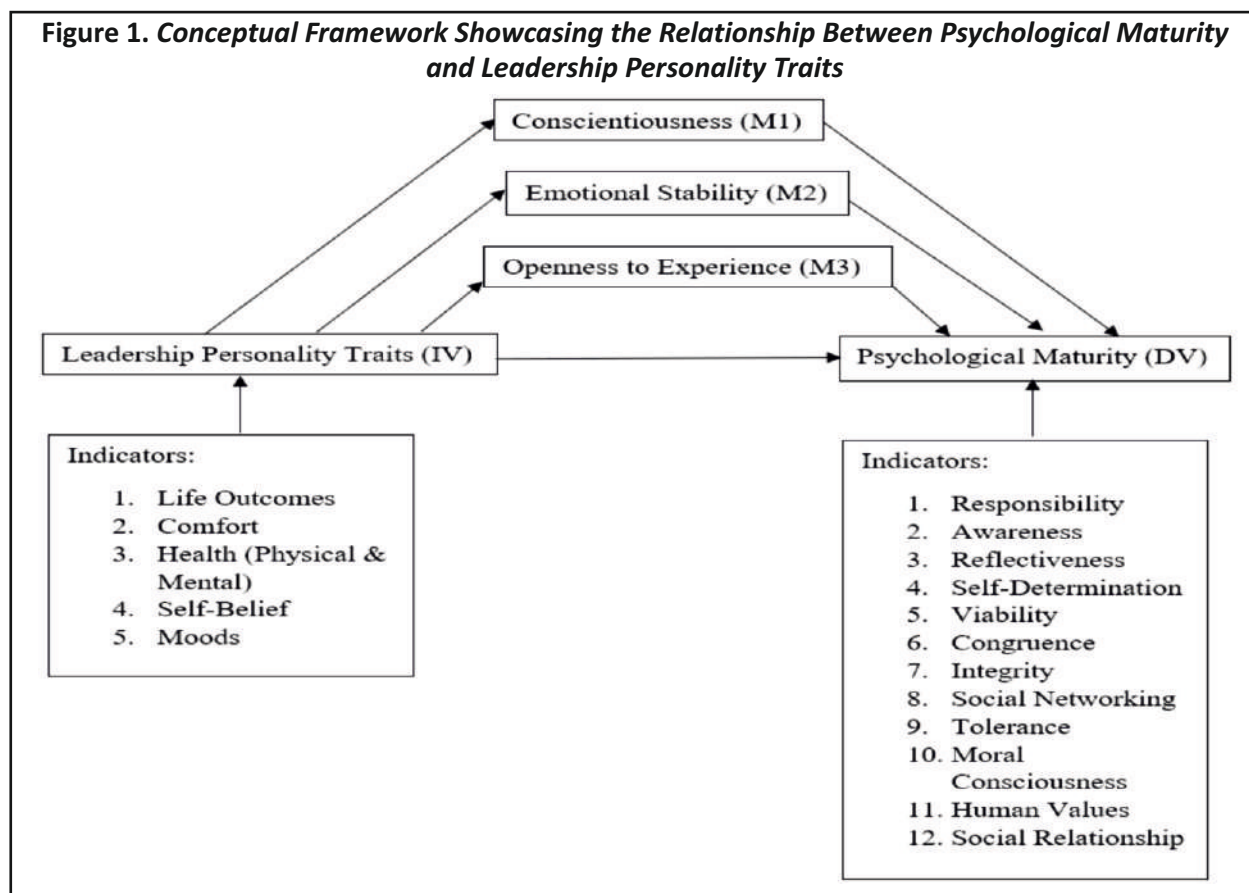 Figure 1. Conceptual Framework Showcasing the Relationship Between Psychological Maturity
and Leadership Personality Traits
Conscientiousness (M1)
Emotional Stability (M2)
Openness to Experience (M3)
Leadership Personality Traits (IV)
Psychological Maturity (DV)
Indicators:
1. Life Outcomes
2. Comfort
3. Health (Physical &
Mental)
4. Self-Belief
5. Moods
Indicators:
1. Responsibility
2. Awareness
3. Reflectiveness
4. Self-Determination
5. Viability
6. Congruence
7. Integrity
8. Social Networking
9. Tolerance
10. Moral
Consciousness
11. Human Values
12. Social Relationship